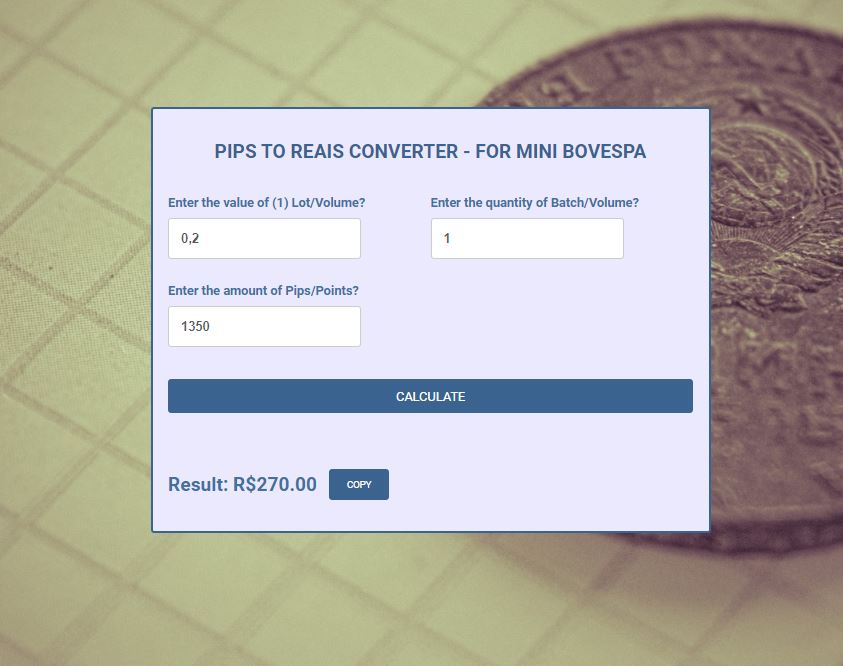 PIPS TO REAIS CONVERTER - FOR MINI BOVESPA
Enter the value of (1) Lot/Volume?
Enter the quantity of Batch/Volume?
0,2
1
Enter the amount of Pips/Points?
1350
CALCULATE
Result: R$270.00
COPY